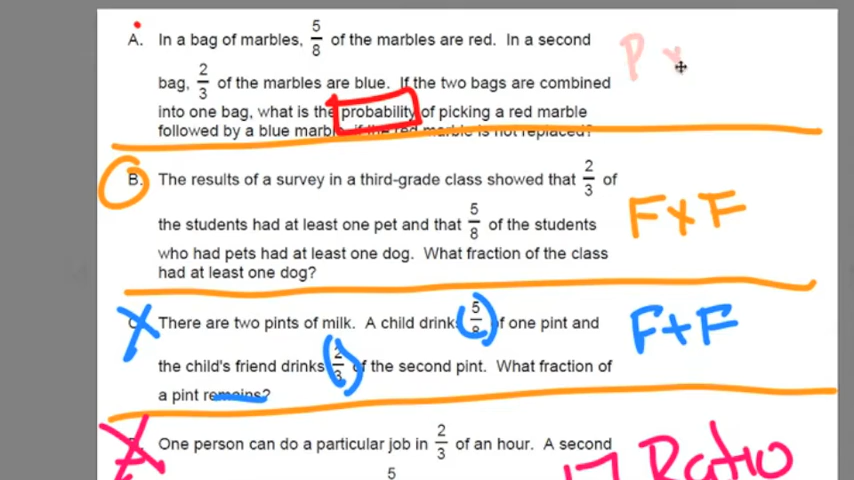 A. In a bag of marbles, 5/8 of the marbles are red. In a second
bag, 2/3 of the marbles are blue. If the two bags are combined
into one bag, what is the probability of picking a red marble
followed by a blue marble if the red marble is not replaced?
P x
B. The results of a survey in a third-grade class showed that 2/3 of
the students had at least one pet and that 5/8 of the students
who had pets had at least one dog. What fraction of the class
had at least one dog?
F x F
C. There are two pints of milk. A child drinks 5/8 of one pint and
the child's friend drinks 2/3 of the second pint. What fraction of
a pint remains?
F + F
One person can do a particular job in 2/3 of an hour. A second
5
Ratio